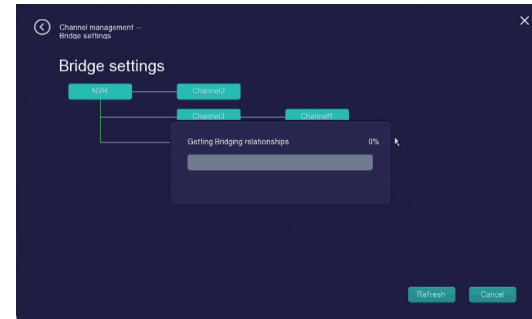 Channel management --
Bridge settings
Bridge settings
NVR
Channel2
Channel3
Channel1
Getting Bridging relationships
0%
Refresh
Cancel